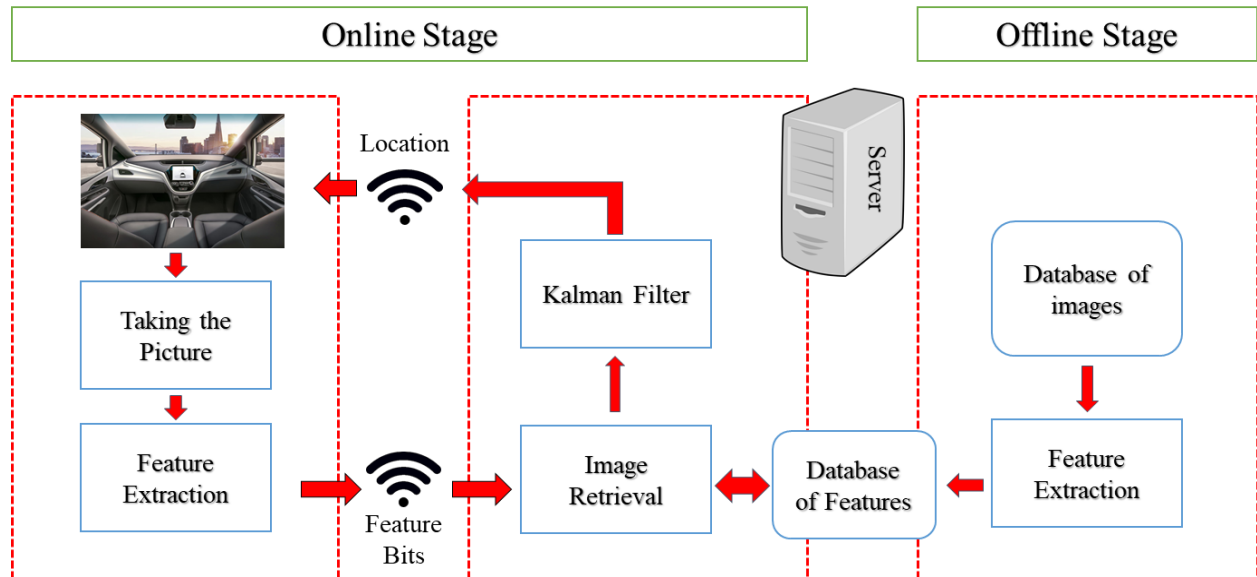 Online Stage
Offline Stage
Location
Server
Taking the
Picture
Feature
Extraction
Feature
Bits
Kalman Filter
Image
Retrieval
Database of
images
Database
of Features
Feature
Extraction